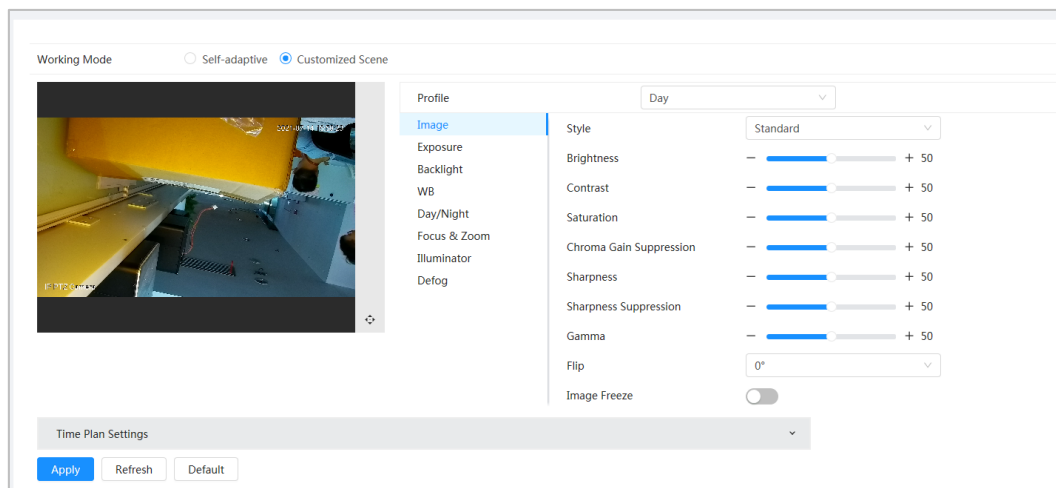 Working Mode Self-adaptive Customized Scene
Profile Day
Image
Exposure
Backlight
WB
Day/Night
Focus & Zoom
Illuminator
Defog
Style Standard
Brightness 50
Contrast 50
Saturation 50
Chroma Gain Suppression 50
Sharpness 50
Sharpness Suppression 50
Gamma 50
Flip 0°
Image Freeze
Time Plan Settings
Apply Refresh Default